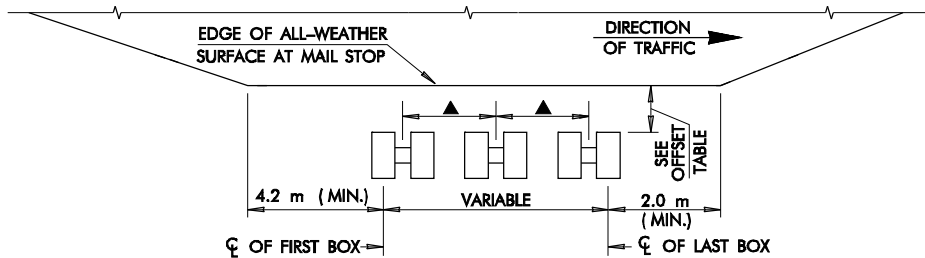 EDGE OF ALL-WEATHER
SURFACE AT MAIL STOP
DIRECTION
OF TRAFFIC
▲ ▲
SEE
OFFSET
TABLE
4.2 m (MIN.)
VARIABLE
2.0 m
(MIN.)
℄ OF FIRST BOX
℄ OF LAST BOX